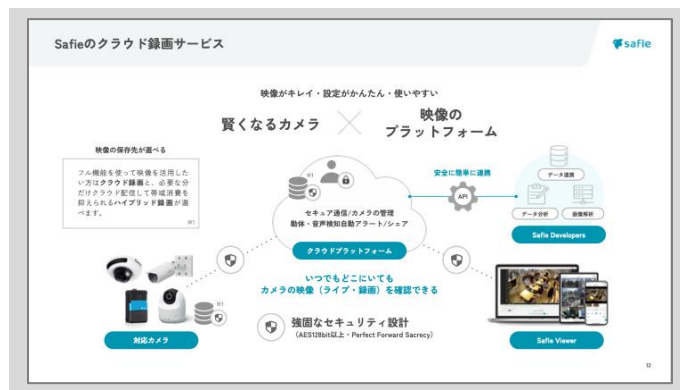 Safieのクラウド録画サービス
safie
映像がキレイ・設定がかんたん・使いやすい
賢くなるカメラ
映像の
プラットフォーム
映像の保存先が選べる
フル機能を使って映像を活用した
い方はクラウド録画と、必要な分
だけクラウド配信して帯域消費を
抑えられるハイブリッド録画が選
べます。
※1
※1
セキュア通信/カメラの管理
動体・音声検知自動アラート/シェア
クラウドプラットフォーム
安全に簡単に連携
API
データ連携
データ分析
画像解析
Safie Developers
いつでもどこにいても
カメラの映像（ライブ・録画）を確認できる
※1
対応カメラ
強固なセキュリティ設計
（AES128bit以上・Perfect Forward Sacrecy）
Safie Viewer
12